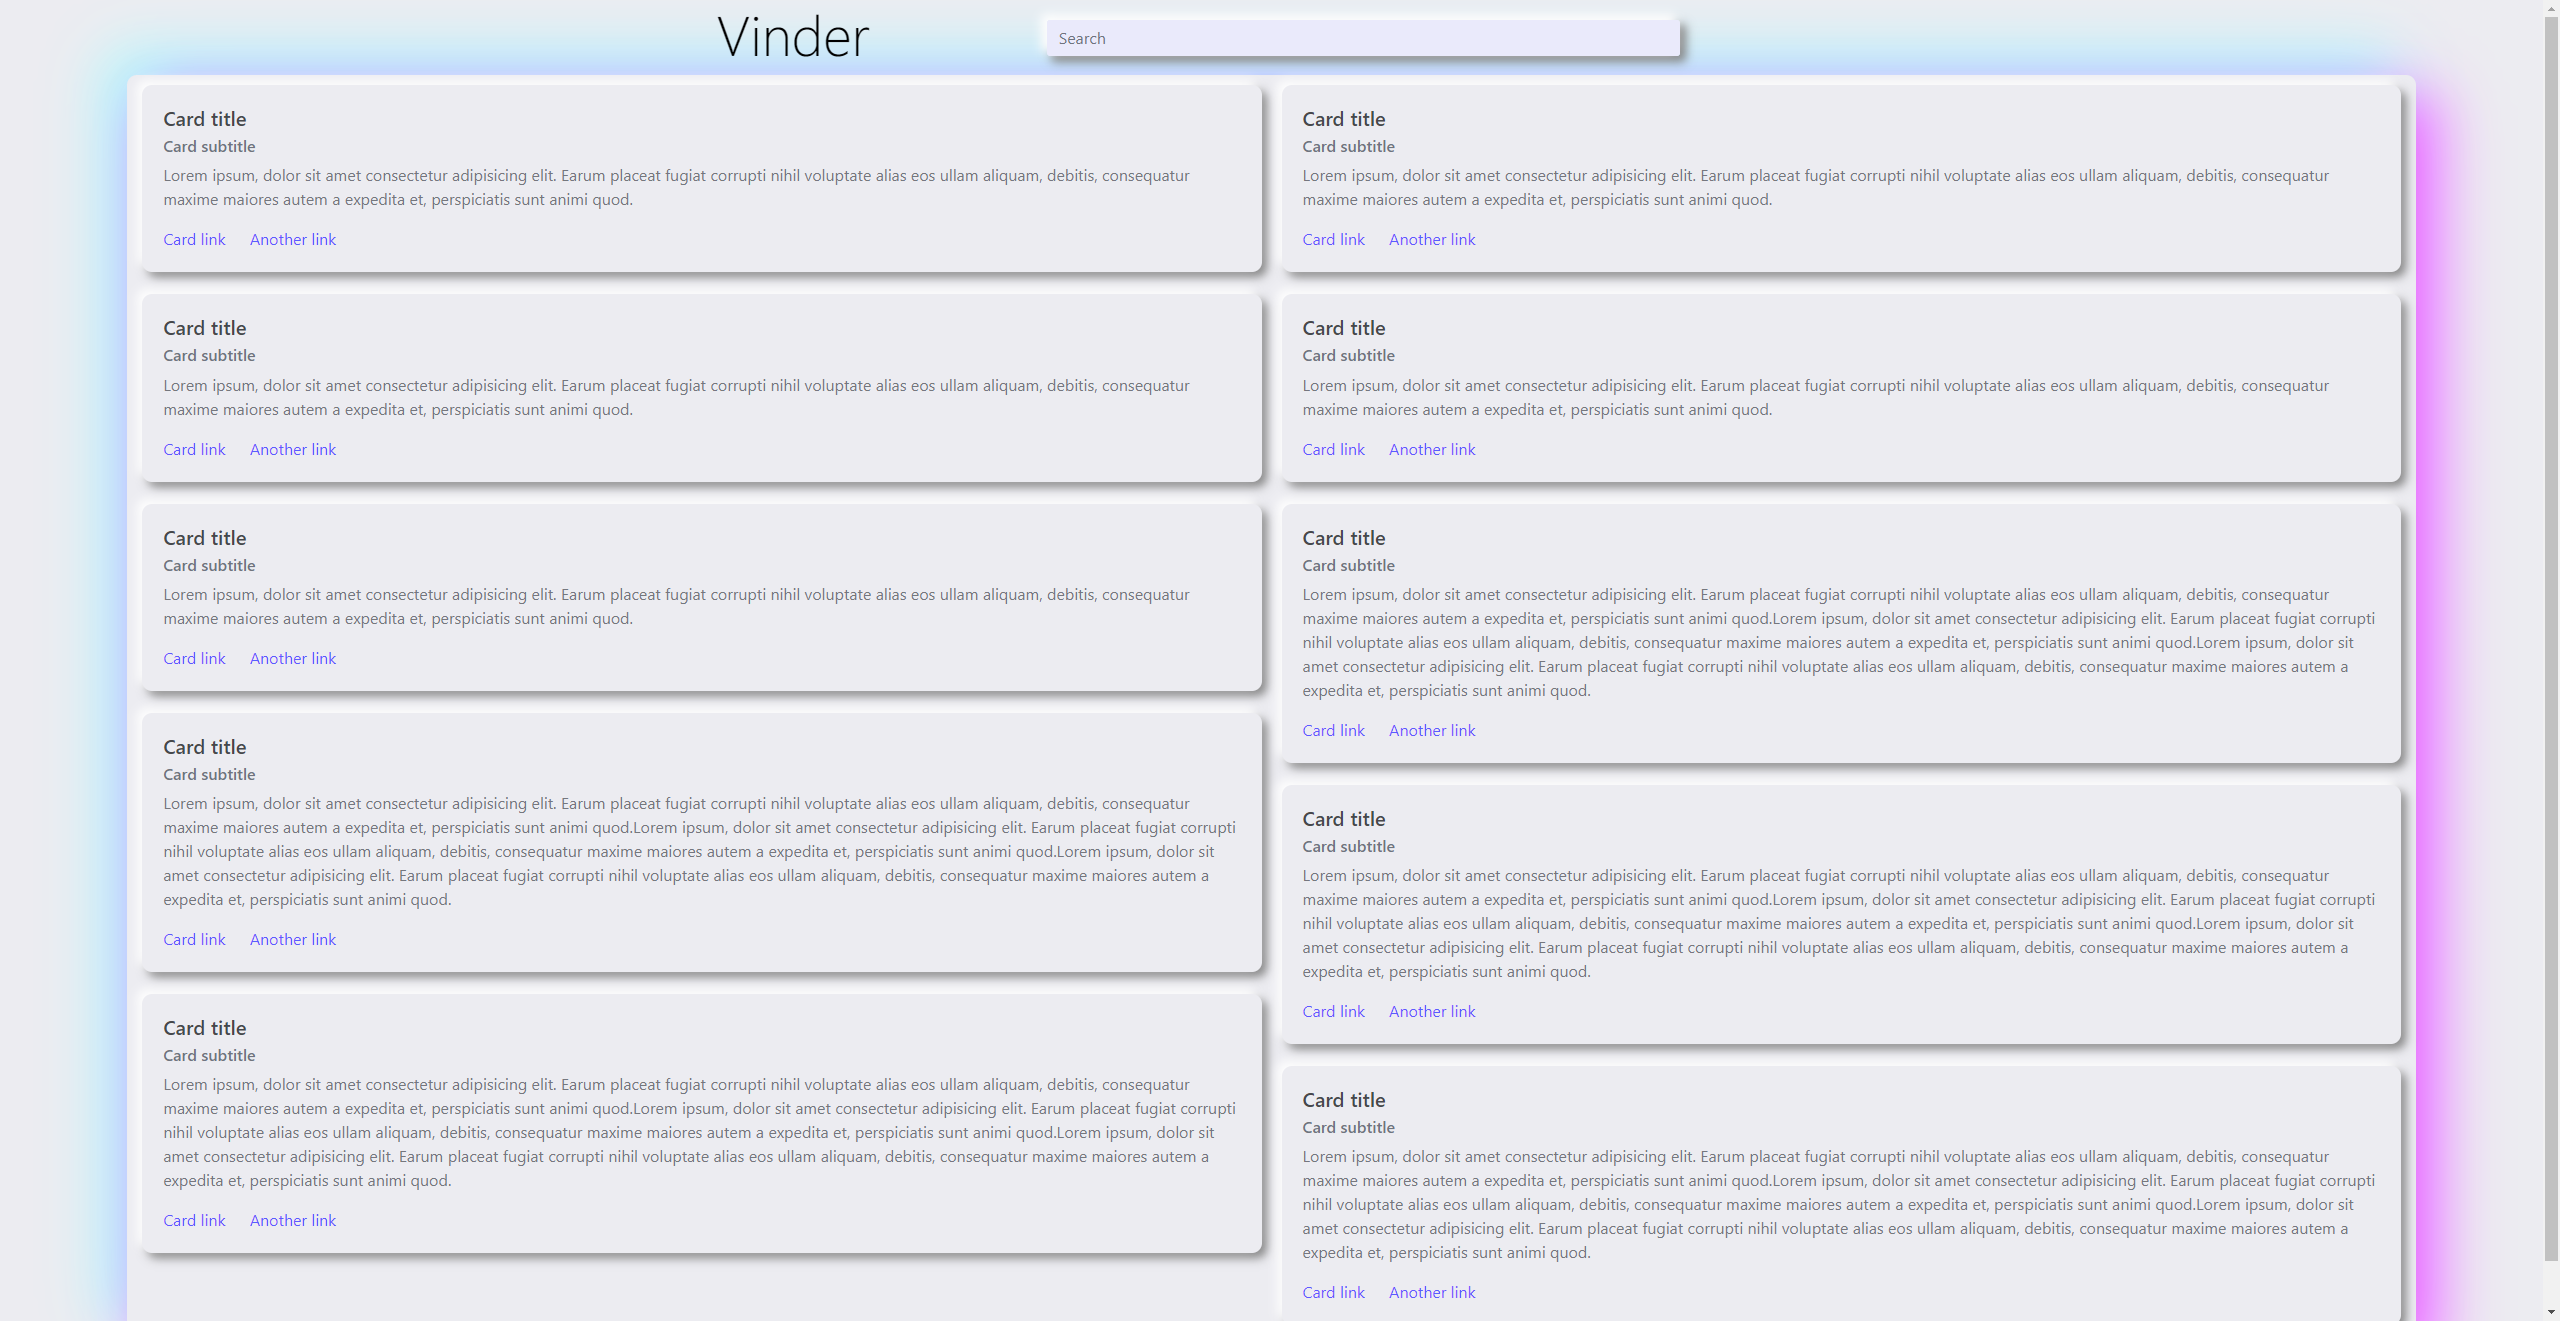 Vinder
Search
Card title
Card subtitle
Lorem ipsum, dolor sit amet consectetur adipisicing elit. Earum placeat fugiat corrupti nihil voluptate alias eos ullam aliquam, debitis, consequatur
maxime maiores autem a expedita et, perspiciatis sunt animi quod.
Card link Another link
Card title
Card subtitle
Lorem ipsum, dolor sit amet consectetur adipisicing elit. Earum placeat fugiat corrupti nihil voluptate alias eos ullam aliquam, debitis, consequatur
maxime maiores autem a expedita et, perspiciatis sunt animi quod.
Card link Another link
Card title
Card subtitle
Lorem ipsum, dolor sit amet consectetur adipisicing elit. Earum placeat fugiat corrupti nihil voluptate alias eos ullam aliquam, debitis, consequatur
maxime maiores autem a expedita et, perspiciatis sunt animi quod.
Card link Another link
Card title
Card subtitle
Lorem ipsum, dolor sit amet consectetur adipisicing elit. Earum placeat fugiat corrupti nihil voluptate alias eos ullam aliquam, debitis, consequatur
maxime maiores autem a expedita et, perspiciatis sunt animi quod.Lorem ipsum, dolor sit amet consectetur adipisicing elit. Earum placeat fugiat corrupti
nihil voluptate alias eos ullam aliquam, debitis, consequatur maxime maiores autem a expedita et, perspiciatis sunt animi quod.Lorem ipsum, dolor sit
amet consectetur adipisicing elit. Earum placeat fugiat corrupti nihil voluptate alias eos ullam aliquam, debitis, consequatur maxime maiores autem a
expedita et, perspiciatis sunt animi quod.
Card link Another link
Card title
Card subtitle
Lorem ipsum, dolor sit amet consectetur adipisicing elit. Earum placeat fugiat corrupti nihil voluptate alias eos ullam aliquam, debitis, consequatur
maxime maiores autem a expedita et, perspiciatis sunt animi quod.Lorem ipsum, dolor sit amet consectetur adipisicing elit. Earum placeat fugiat corrupti
nihil voluptate alias eos ullam aliquam, debitis, consequatur maxime maiores autem a expedita et, perspiciatis sunt animi quod.Lorem ipsum, dolor sit
amet consectetur adipisicing elit. Earum placeat fugiat corrupti nihil voluptate alias eos ullam aliquam, debitis, consequatur maxime maiores autem a
expedita et, perspiciatis sunt animi quod.
Card link Another link
Card title
Card subtitle
Lorem ipsum, dolor sit amet consectetur adipisicing elit. Earum placeat fugiat corrupti nihil voluptate alias eos ullam aliquam, debitis, consequatur
maxime maiores autem a expedita et, perspiciatis sunt animi quod.
Card link Another link
Card title
Card subtitle
Lorem ipsum, dolor sit amet consectetur adipisicing elit. Earum placeat fugiat corrupti nihil voluptate alias eos ullam aliquam, debitis, consequatur
maxime maiores autem a expedita et, perspiciatis sunt animi quod.
Card link Another link
Card title
Card subtitle
Lorem ipsum, dolor sit amet consectetur adipisicing elit. Earum placeat fugiat corrupti nihil voluptate alias eos ullam aliquam, debitis, consequatur
maxime maiores autem a expedita et, perspiciatis sunt animi quod.Lorem ipsum, dolor sit amet consectetur adipisicing elit. Earum placeat fugiat corrupti
nihil voluptate alias eos ullam aliquam, debitis, consequatur maxime maiores autem a expedita et, perspiciatis sunt animi quod.Lorem ipsum, dolor sit
amet consectetur adipisicing elit. Earum placeat fugiat corrupti nihil voluptate alias eos ullam aliquam, debitis, consequatur maxime maiores autem a
expedita et, perspiciatis sunt animi quod.
Card link Another link
Card title
Card subtitle
Lorem ipsum, dolor sit amet consectetur adipisicing elit. Earum placeat fugiat corrupti nihil voluptate alias eos ullam aliquam, debitis, consequatur
maxime maiores autem a expedita et, perspiciatis sunt animi quod.Lorem ipsum, dolor sit amet consectetur adipisicing elit. Earum placeat fugiat corrupti
nihil voluptate alias eos ullam aliquam, debitis, consequatur maxime maiores autem a expedita et, perspiciatis sunt animi quod.Lorem ipsum, dolor sit
amet consectetur adipisicing elit. Earum placeat fugiat corrupti nihil voluptate alias eos ullam aliquam, debitis, consequatur maxime maiores autem a
expedita et, perspiciatis sunt animi quod.
Card link Another link
Card title
Card subtitle
Lorem ipsum, dolor sit amet consectetur adipisicing elit. Earum placeat fugiat corrupti nihil voluptate alias eos ullam aliquam, debitis, consequatur
maxime maiores autem a expedita et, perspiciatis sunt animi quod.Lorem ipsum, dolor sit amet consectetur adipisicing elit. Earum placeat fugiat corrupti
nihil voluptate alias eos ullam aliquam, debitis, consequatur maxime maiores autem a expedita et, perspiciatis sunt animi quod.Lorem ipsum, dolor sit
amet consectetur adipisicing elit. Earum placeat fugiat corrupti nihil voluptate alias eos ullam aliquam, debitis, consequatur maxime maiores autem a
expedita et, perspiciatis sunt animi quod.
Card link Another link